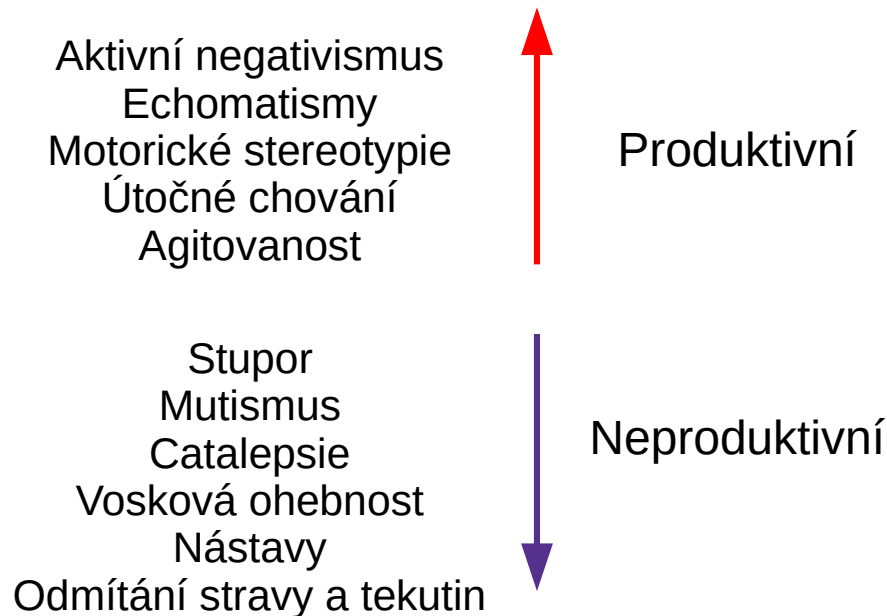 Aktivní negativismus
Echomatismy
Motorické stereotypie
Útočné chování
Agitovanost
Produktivní
Stupor
Mutismus
Catalepsie
Vosková ohebnost
Nástavy
Odmítání stravy a tekutin
Neproduktivní